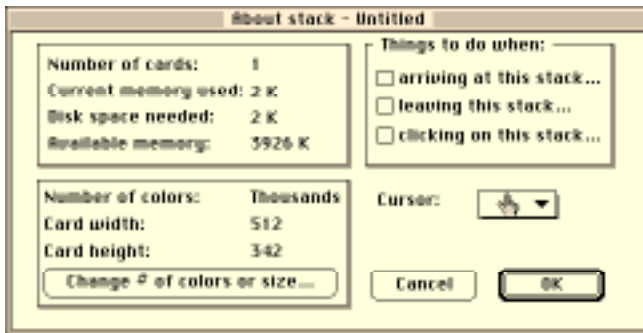 About stack - Untitled
Number of cards: 1
Current memory used: 2 K
Disk space needed: 2 K
Available memory: 3926 K
Things to do when:
arriving at this stack...
leaving this stack...
clicking on this stack...
Number of colors: Thousands
Card width: 512
Card height: 342
Change # of colors or size...
Cursor:
Cancel
OK